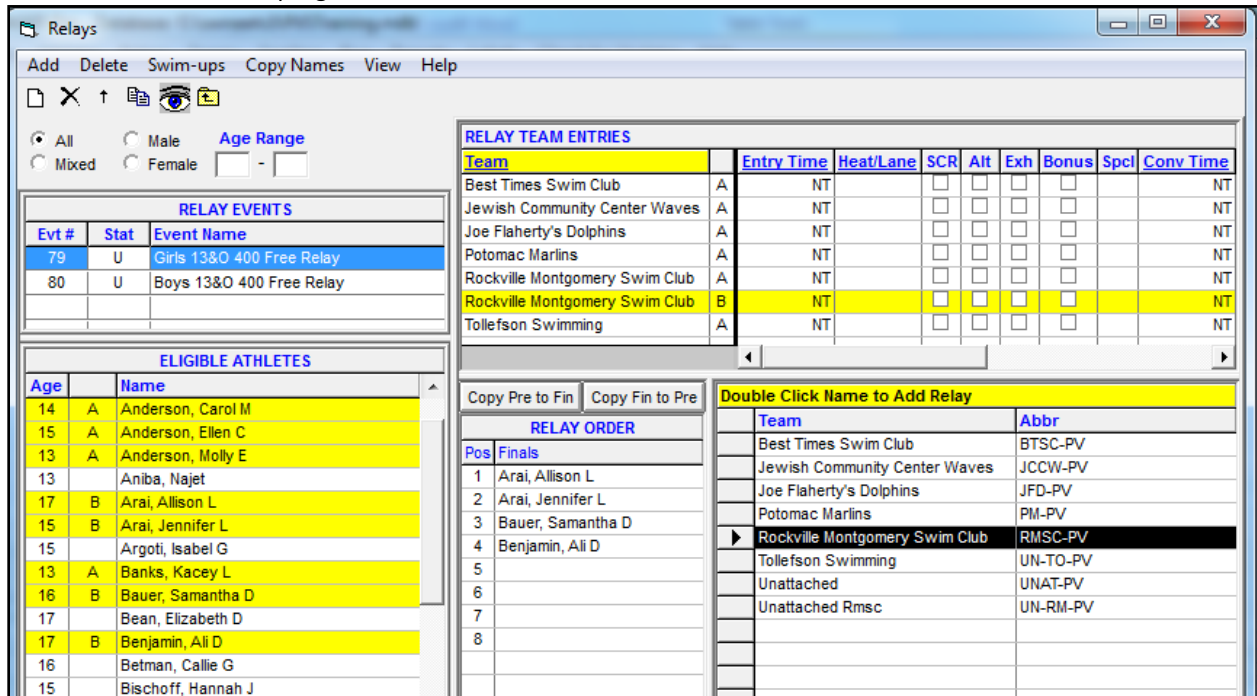 Relays
Add Delete Swim-ups Copy Names View Help
All Male Age Range
Mixed Female -
RELAY EVENTS
Evt # Stat Event Name
79 U Girls 13&O 400 Free Relay
80 U Boys 13&O 400 Free Relay
ELIGIBLE ATHLETES
Age Name
14 A Anderson, Carol M
15 A Anderson, Ellen C
13 A Anderson, Molly E
13 Aniba, Najet
17 B Arai, Allison L
15 B Arai, Jennifer L
15 Argoti, Isabel G
13 A Banks, Kacey L
16 B Bauer, Samantha D
17 Bean, Elizabeth D
17 B Benjamin, Ali D
16 Betman, Callie G
15 Bischoff, Hannah J
RELAY TEAM ENTRIES
Team Entry Time Heat/Lane SCR Alt Exh Bonus Spcl Conv Time
Best Times Swim Club A NT NT
Jewish Community Center Waves A NT NT
Joe Flaherty's Dolphins A NT NT
Potomac Marlins A NT NT
Rockville Montgomery Swim Club A NT NT
Rockville Montgomery Swim Club B NT NT
Tollefson Swimming A NT NT
Copy Pre to Fin Copy Fin to Pre
RELAY ORDER
Pos Finals
1 Arai, Allison L
2 Arai, Jennifer L
3 Bauer, Samantha D
4 Benjamin, Ali D
5
6
7
8
Double Click Name to Add Relay
Team Abbr
Best Times Swim Club BTSC-PV
Jewish Community Center Waves JCCW-PV
Joe Flaherty's Dolphins JFD-PV
Potomac Marlins PM-PV
Rockville Montgomery Swim Club RMSC-PV
Tollefson Swimming UN-TO-PV
Unattached UNAT-PV
Unattached Rmsc UN-RM-PV